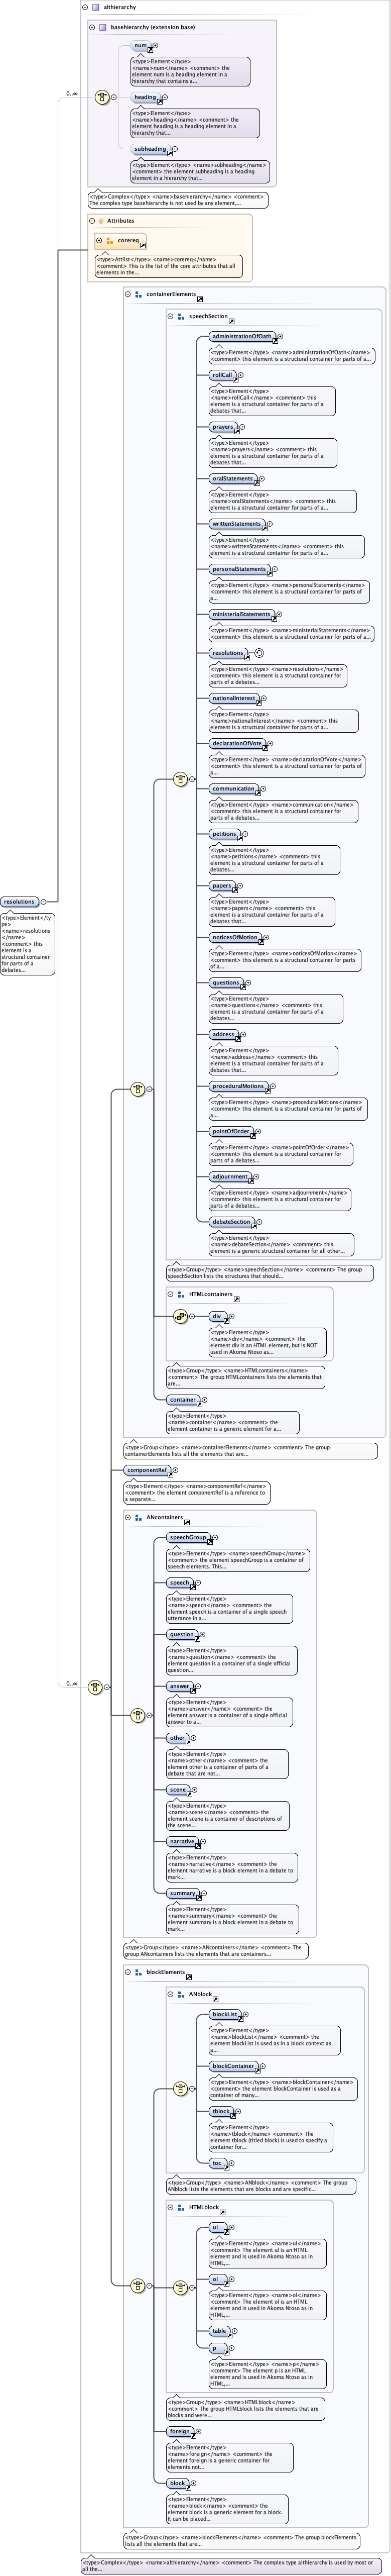 althierarchy
basehierarchy (extension base)
num
<type>Element</type>
<name>num</name> <comment> the
element num is a heading element in a
hierarchy that contains a...
0..∞
heading
<type>Element</type>
<name>heading</name> <comment> the
element heading is a heading element in a
hierarchy that...
subheading
<type>Element</type> <name>subheading</name>
<comment> the element subheading is a heading
element in a hierarchy that...
<type>Complex</type> <name>basehierarchy</name> <comment>
The complex type basehierarchy is not used by any element,...
Attributes
corereq
<type>Attlist</type> <name>corereq</name>
<comment> This is the list of the core attributes that all
elements in the...
containerElements
speechSection
administrationOfOath
<type>Element</type> <name>administrationOfOath</name>
<comment> this element is a structural container for parts of a...
rollCall
<type>Element</type>
<name>rollCall</name> <comment> this
element is a structural container for parts of a
debates that...
prayers
<type>Element</type>
<name>prayers</name> <comment> this
element is a structural container for parts of a
debates that...
oralStatements
<type>Element</type>
<name>oralStatements</name> <comment> this
element is a structural container for parts of a...
writtenStatements
<type>Element</type>
<name>writtenStatements</name> <comment> this
element is a structural container for parts of a...
personalStatements
<type>Element</type> <name>personalStatements</name>
<comment> this element is a structural container for parts of
a...
ministerialStatements
<type>Element</type> <name>ministerialStatements</name>
<comment> this element is a structural container for parts of a...
resolutions
<type>Element</type> <name>resolutions</name>
<comment> this element is a structural container
for parts of a debates...
nationalInterest
<type>Element</type>
<name>nationalInterest</name> <comment> this
element is a structural container for parts of a...
declarationOfVote
<type>Element</type> <name>declarationOfVote</name>
<comment> this element is a structural container for parts of
a...
communication
<type>Element</type> <name>communication</name>
<comment> this element is a structural container for
parts of a debates...
petitions
<type>Element</type>
<name>petitions</name> <comment> this
element is a structural container for parts of a
debates...
papers
<type>Element</type>
<name>papers</name> <comment> this
element is a structural container for parts of a
debates that...
noticesOfMotion
<type>Element</type> <name>noticesOfMotion</name>
<comment> this element is a structural container for parts
of a...
questions
<type>Element</type>
<name>questions</name> <comment> this
element is a structural container for parts of a
debates...
resolutions
<type>Element</ty
pe>
<name>resolutions
</name>
<comment> this
element is a
structural container
for parts of a
debates...
address
<type>Element</type>
<name>address</name> <comment> this
element is a structural container for parts of a
debates that...
proceduralMotions
<type>Element</type> <name>proceduralMotions</name>
<comment> this element is a structural container for parts of
a...
pointOfOrder
<type>Element</type> <name>pointOfOrder</name>
<comment> this element is a structural container for
parts of a debates...
adjournment
<type>Element</type> <name>adjournment</name>
<comment> this element is a structural container for
parts of a debates...
debateSection
<type>Element</type>
<name>debateSection</name> <comment> this
element is a generic structural container for all other...
<type>Group</type> <name>speechSection</name> <comment> The group
speechSection lists the structures that should...
HTMLcontainers
div
<type>Element</type>
<name>div</name> <comment> The
element div is an HTML element, but is NOT
used in Akoma Ntoso as...
<type>Group</type> <name>HTMLcontainers</name>
<comment> The group HTMLcontainers lists the elements that
are...
container
<type>Element</type>
<name>container</name> <comment> the
element container is a generic element for a...
<type>Group</type> <name>containerElements</name> <comment> The group
containerElements lists all the elements that are...
componentRef
<type>Element</type> <name>componentRef</name>
<comment> the element componentRef is a reference to
a separate...
ANcontainers
speechGroup
<type>Element</type> <name>speechGroup</name>
<comment> the element speechGroup is a container of
speech elements. This...
speech
<type>Element</type>
<name>speech</name> <comment> the
element speech is a container of a single speech
utterance in a...
question
<type>Element</type>
<name>question</name> <comment> the
element question is a container of a single official
question...
0..∞
answer
<type>Element</type>
<name>answer</name> <comment> the
element answer is a container of a single official
answer to a...
other
<type>Element</type>
<name>other</name> <comment> the
element other is a container of parts of a
debate that are not...
scene
<type>Element</type>
<name>scene</name> <comment> the
element scene is a container of descriptions of
the scene...
narrative
<type>Element</type>
<name>narrative</name> <comment> the
element narrative is a block element in a debate to
mark...
summary
<type>Element</type>
<name>summary</name> <comment> the
element summary is a block element in a debate to
mark...
<type>Group</type> <name>ANcontainers</name> <comment> The
group ANcontainers lists the elements that are containers...
blockElements
ANblock
blockList
<type>Element</type>
<name>blockList</name> <comment> the
element blockList is used as in a block context as
a...
blockContainer
<type>Element</type> <name>blockContainer</name>
<comment> the element blockContainer is used as a
container of many...
tblock
<type>Element</type>
<name>tblock</name> <comment> The
element tblock (titled block) is used to specify a
container for...
toc
<type>Group</type> <name>ANblock</name> <comment> The group
ANblock lists the elements that are blocks and are specific...
HTMLblock
ul
<type>Element</type> <name>ul</name>
<comment> The element ul is an HTML
element and is used in Akoma Ntoso as in
HTML,...
ol
<type>Element</type> <name>ol</name>
<comment> The element ol is an HTML
element and is used in Akoma Ntoso as in
HTML,...
table
p
<type>Element</type> <name>p</name>
<comment> The element p is an HTML
element and is used in Akoma Ntoso as in
HTML,...
<type>Group</type> <name>HTMLblock</name>
<comment> The group HTMLblock lists the elements that are
blocks and were...
foreign
<type>Element</type>
<name>foreign</name> <comment> the
element foreign is a generic container for
elements not...
block
<type>Element</type>
<name>block</name> <comment> the
element block is a generic element for a block.
It can be placed...
<type>Group</type> <name>blockElements</name> <comment> The group blockElements
lists all the elements that are...
<type>Complex</type> <name>althierarchy</name> <comment> The complex type althierarchy is used by most or
all the...